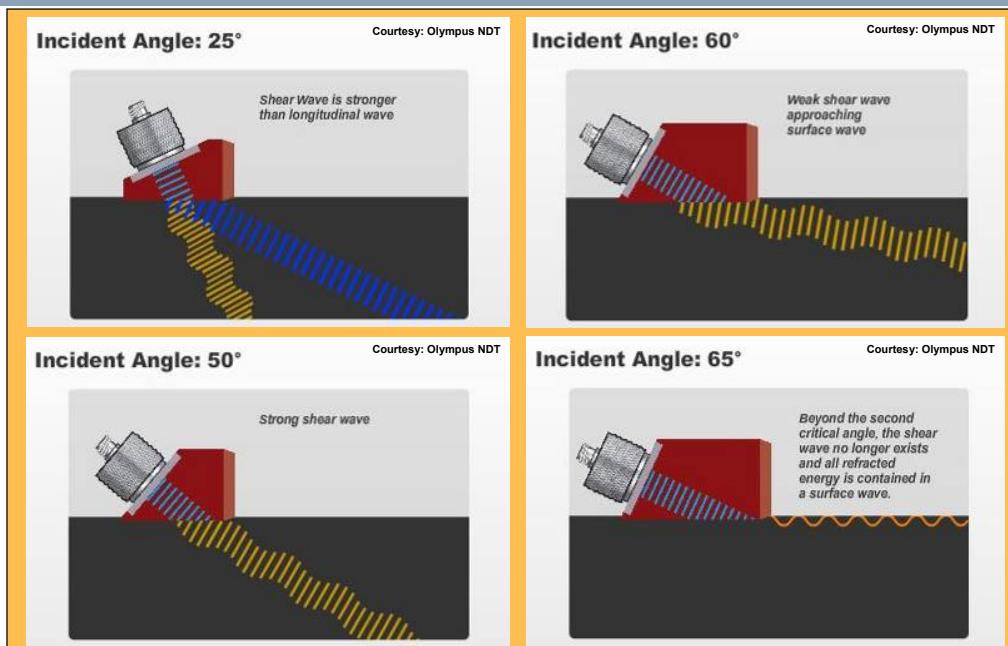 Incident Angle: 25°
Courtesy: Olympus NDT
Shear Wave is stronger
than longitudinal wave
Incident Angle: 60°
Courtesy: Olympus NDT
Weak shear wave
approaching
surface wave
Incident Angle: 50°
Courtesy: Olympus NDT
Strong shear wave
Incident Angle: 65°
Courtesy: Olympus NDT
Beyond the second
critical angle, the shear
wave no longer exists
and all refracted
energy is contained in
a surface wave.